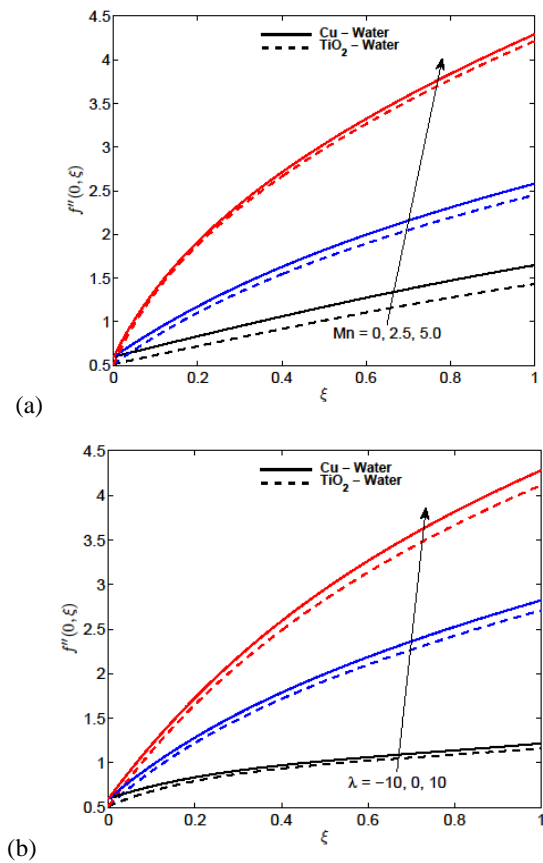 4.5
4
3.5
3
2.5
2
1.5
1
0.5
f''(0,ξ)
Cu – Water
TiO₂ – Water
Mn = 0, 2.5, 5.0
0 0.2 0.4 0.6 0.8 1
ξ
(a)
4.5
4
3.5
3
2.5
2
1.5
1
0.5
f''(0,ξ)
Cu – Water
TiO₂ – Water
λ = −10, 0, 10
0 0.2 0.4 0.6 0.8 1
ξ
(b)